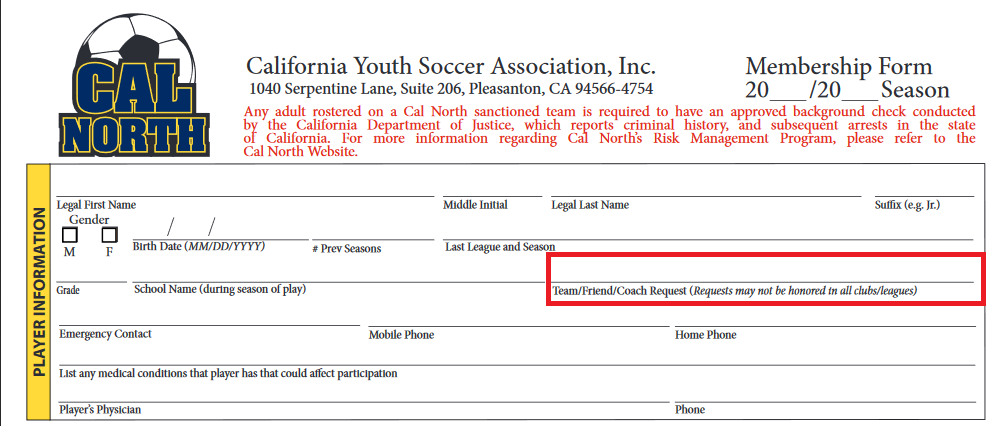 CAL
NORTH
California Youth Soccer Association, Inc.
1040 Serpentine Lane, Suite 206, Pleasanton, CA 94566-4754
Membership Form
20___/20___ Season
Any adult rostered on a Cal North sanctioned team is required to have an approved background check conducted
by the California Department of Justice, which reports criminal history, and subsequent arrests in the state
of California. For more information regarding Cal North's Risk Management Program, please refer to the
Cal North Website.
PLAYER INFORMATION
Legal First Name
Middle Initial
Legal Last Name
Suffix (e.g. Jr.)
Gender
M
F
/ /
Birth Date (MM/DD/YYYY)
# Prev Seasons
Last League and Season
Grade
School Name (during season of play)
Team/Friend/Coach Request (Requests may not be honored in all clubs/leagues)
Emergency Contact
Mobile Phone
Home Phone
List any medical conditions that player has that could affect participation
Player's Physician
Phone